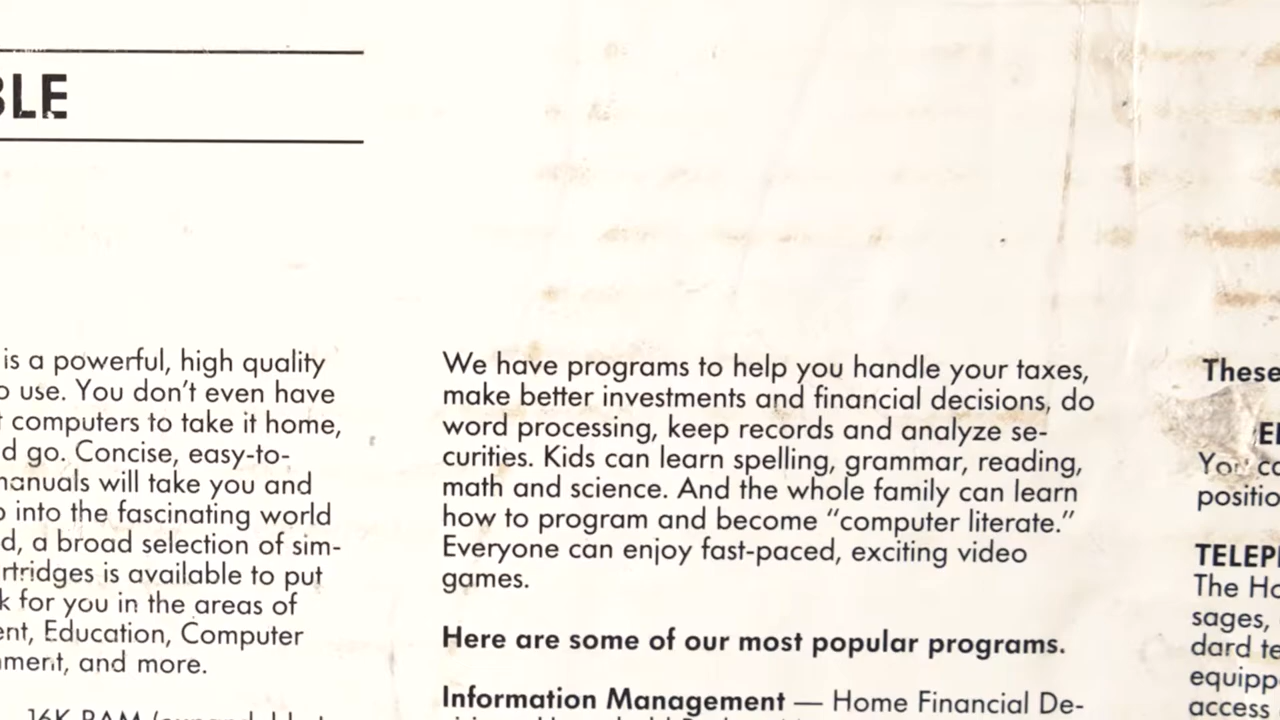 BLE
is a powerful, high quality
o use. You don't even have
t computers to take it home,
d go. Concise, easy-to-
manuals will take you and
o into the fascinating world
d, a broad selection of sim-
rtridges is available to put
k for you in the areas of
ent, Education, Computer
nment, and more.
16K RAM
We have programs to help you handle your taxes,
make better investments and financial decisions, do
word processing, keep records and analyze se-
curities. Kids can learn spelling, grammar, reading,
math and science. And the whole family can learn
how to program and become “computer literate.”
Everyone can enjoy fast-paced, exciting video
games.
Here are some of our most popular programs.
Information Management — Home Financial De-
These
You co
positio
TELEP
The Ho
sages,
dard te
equippe
access